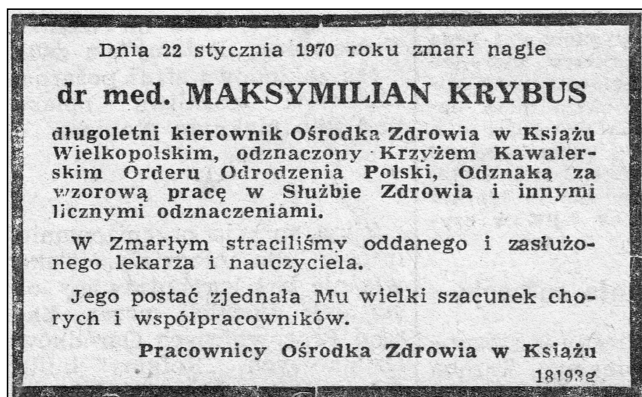 Dnia 22 stycznia 1970 roku zmarł nagle
dr med. MAKSYMILIAN KRYBUS
długoletni kierownik Ośrodka Zdrowia w Książu
Wielkopolskim, odznaczony Krzyżem Kawaler-
skim Orderu Odrodzenia Polski, Odznaką za
wzorową pracę w Służbie Zdrowia i innymi
licznymi odznaczeniami.
W Zmarłym straciliśmy oddanego i zasłużo-
nego lekarza i nauczyciela.
Jego postać zjednała Mu wielki szacunek cho-
rych i współpracowników.
Pracownicy Ośrodka Zdrowia w Książu
18193g